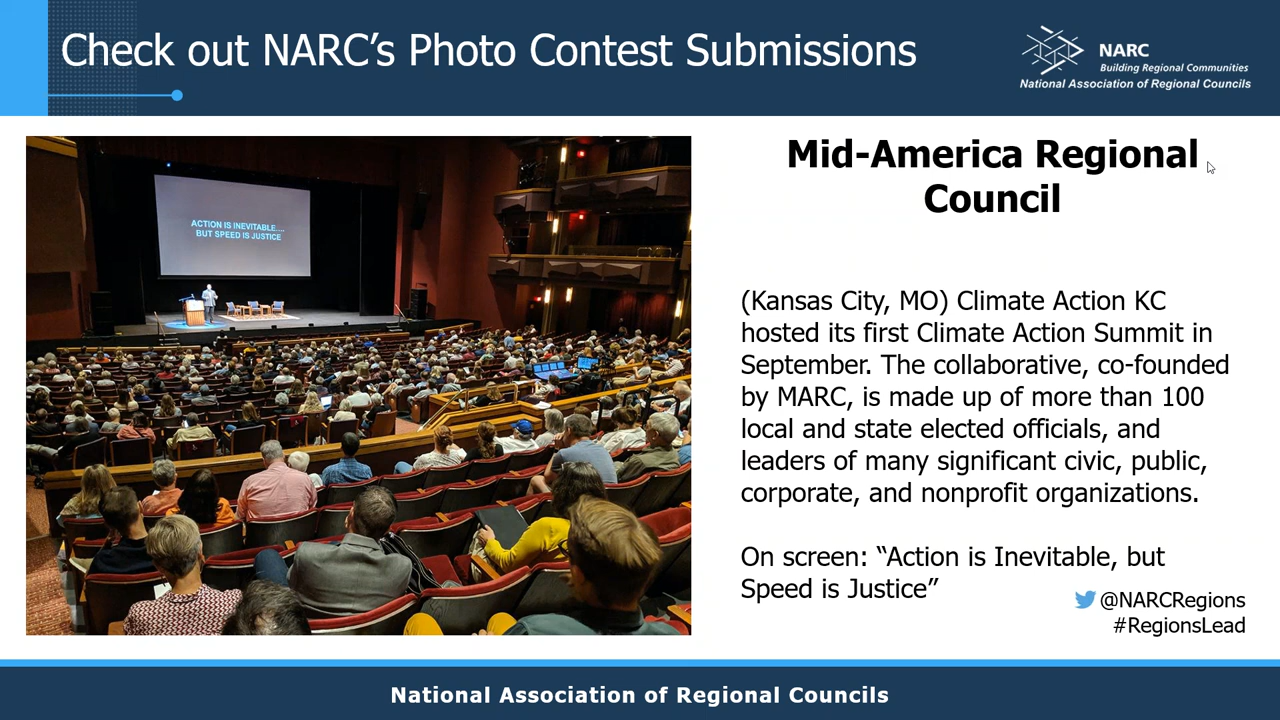 Check out NARC’s Photo Contest Submissions
NARC
Building Regional Communities
National Association of Regional Councils
ACTION IS INEVITABLE....
BUT SPEED IS JUSTICE
Mid-America Regional
Council
(Kansas City, MO) Climate Action KC
hosted its first Climate Action Summit in
September. The collaborative, co-founded
by MARC, is made up of more than 100
local and state elected officials, and
leaders of many significant civic, public,
corporate, and nonprofit organizations.
On screen: “Action is Inevitable, but
Speed is Justice”
@NARCRegions
#RegionsLead
National Association of Regional Councils